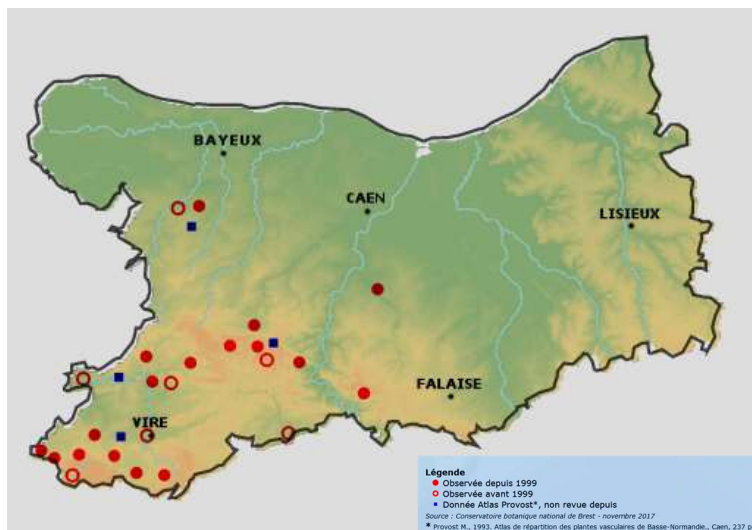 BAYEUX
CAEN
LISIEUX
FALAISE
VIRE
Légende
Observée depuis 1999
Observée avant 1999
Donnée Atlas Provost*, non revue depuis
Source : Conservatoire botanique national de Brest - novembre 2017
* Provost M., 1993. Atlas de répartition des plantes vasculaires de Basse-Normandie., Caen, 237 p